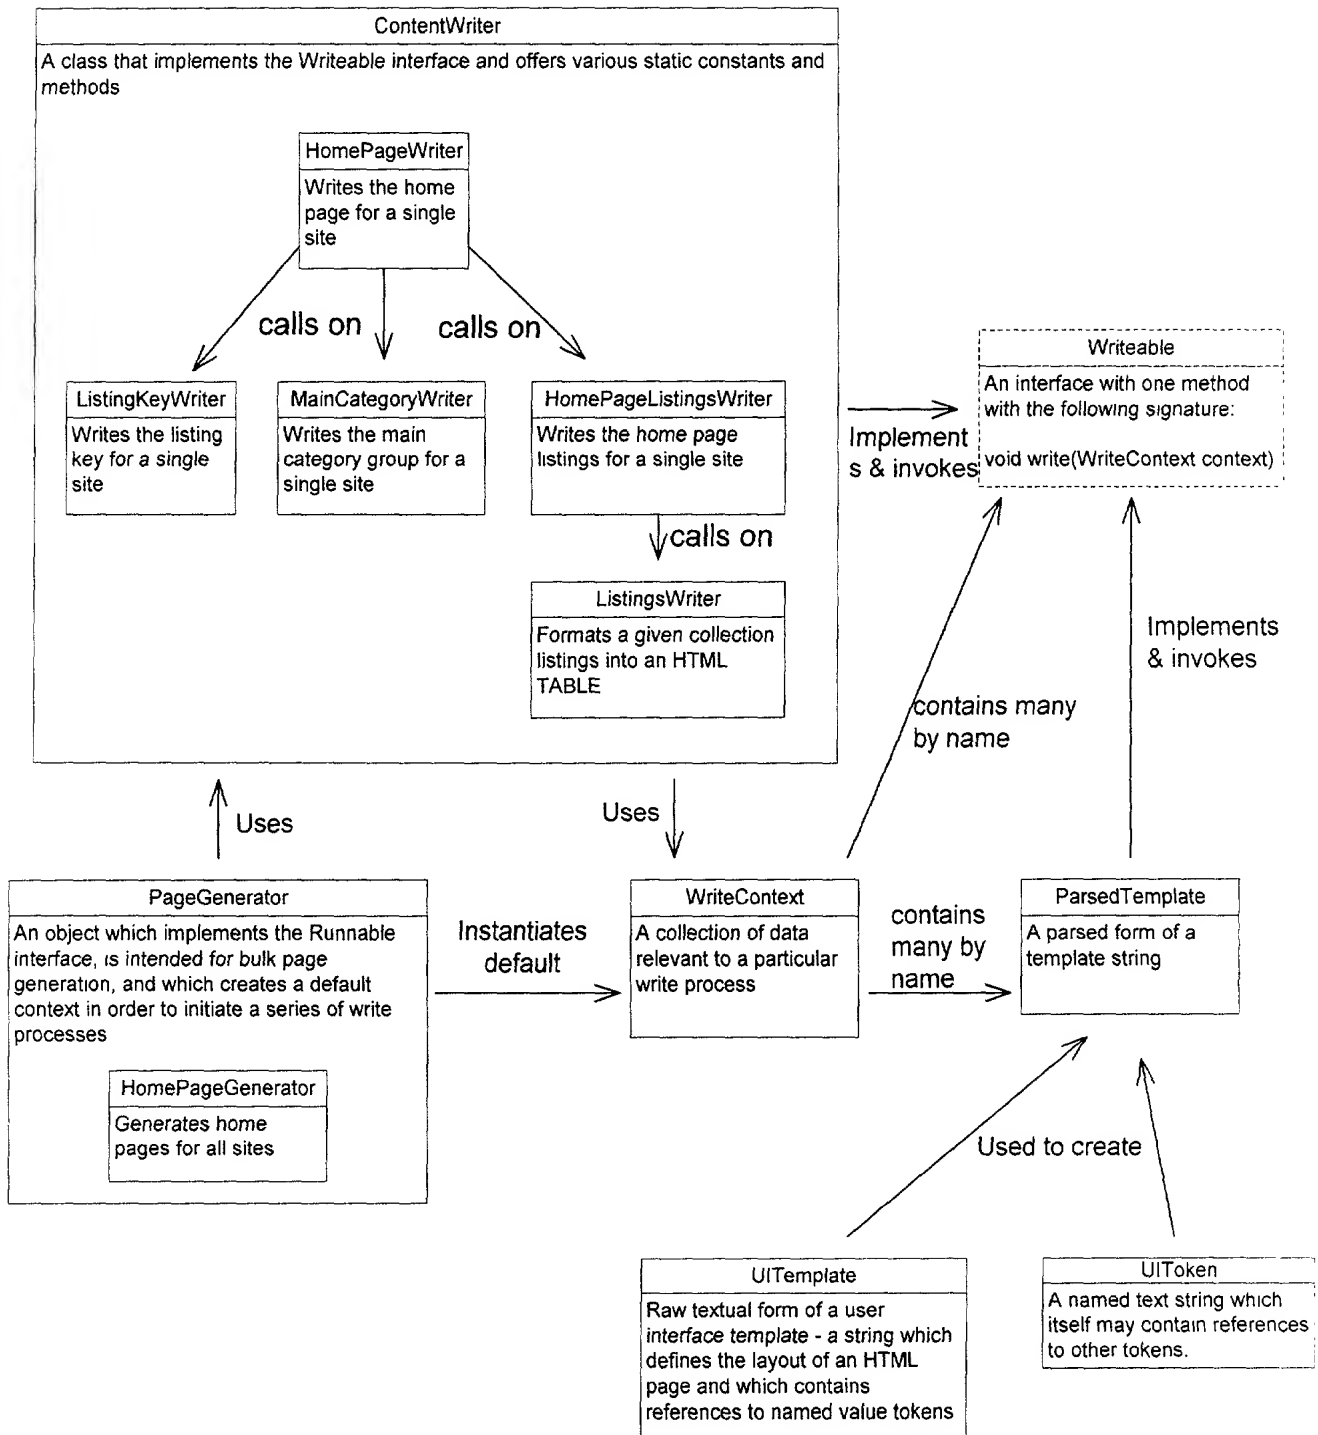 ContentWriter
A class that implements the Writeable interface and offers various static constants and
methods
HomePageWriter
Writes the home
page for a single
site
calls on
calls on
ListingKeyWriter
Writes the listing
key for a single
site
MainCategoryWriter
Writes the main
category group for a
single site
HomePageListingsWriter
Writes the home page
listings for a single site
calls on
ListingsWriter
Formats a given collection
listings into an HTML
TABLE
Implement
s & invokes
Writeable
An interface with one method
with the following signature:
void write(WriteContext context)
contains many
by name
Implements
& invokes
Uses
Uses
PageGenerator
An object which implements the Runnable
interface, is intended for bulk page
generation, and which creates a default
context in order to initiate a series of write
processes
HomePageGenerator
Generates home
pages for all sites
Instantiates
default
WriteContext
A collection of data
relevant to a particular
write process
contains
many by
name
ParsedTemplate
A parsed form of a
template string
Used to create
UITemplate
Raw textual form of a user
interface template - a string which
defines the layout of an HTML
page and which contains
references to named value tokens
UIToken
A named text string which
itself may contain references
to other tokens.